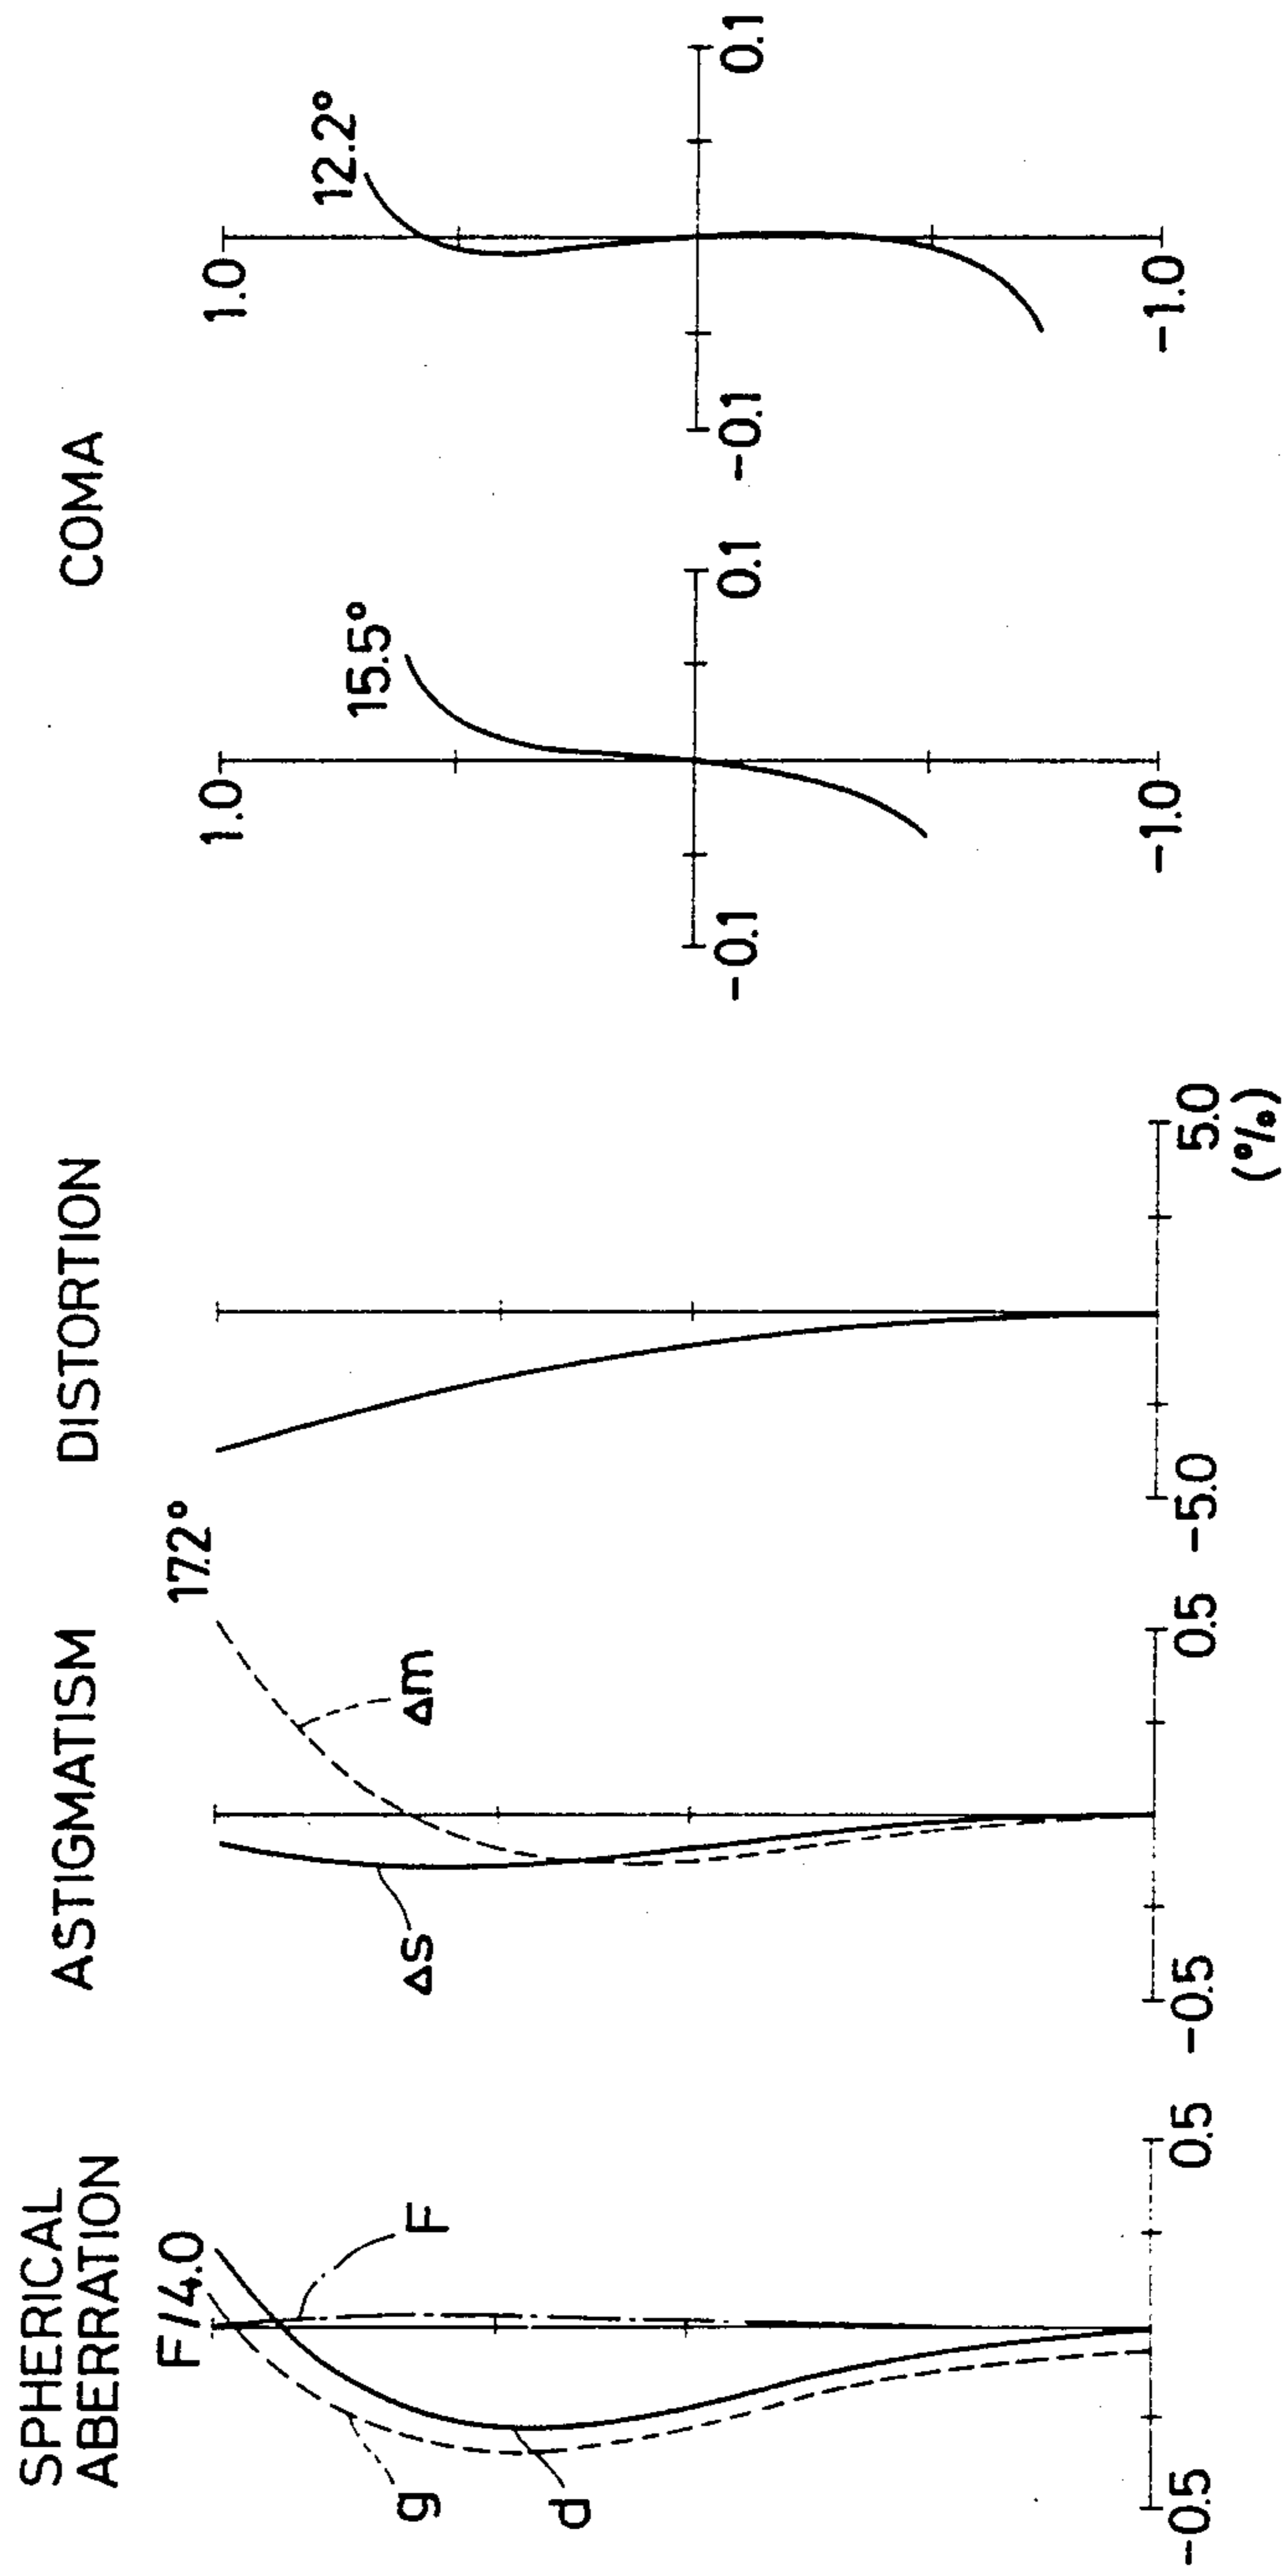 SPHERICAL
ABERRATION
F/4.0
g
d
F
-0.5
0.5
ASTIGMATISM
17.2°
Δs
Δm
-0.5
0.5
DISTORTION
-5.0
5.0
(%)
COMA
1.0
15.5°
-0.1
0.1
-1.0
1.0
12.2°
-0.1
0.1
-1.0